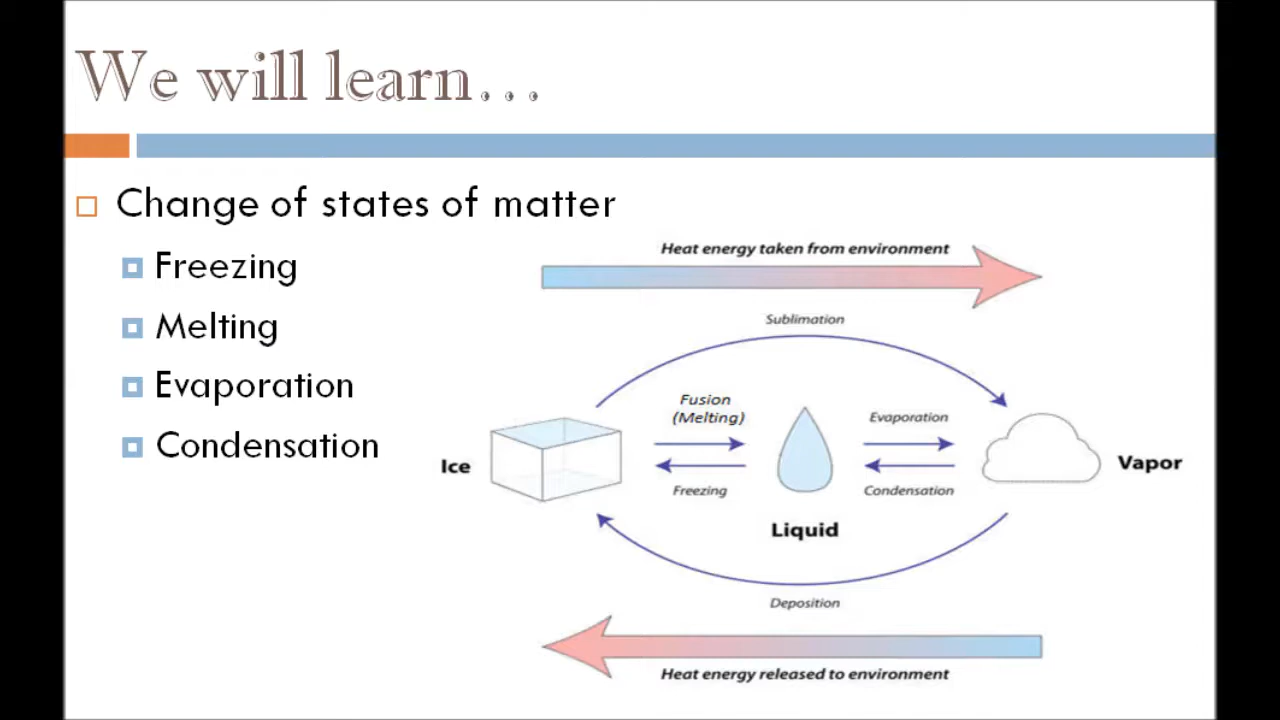 We will learn...
Change of states of matter
Freezing
Melting
Evaporation
Condensation
Heat energy taken from environment
Sublimation
Fusion
(Melting)
Evaporation
Ice
Vapor
Freezing
Condensation
Liquid
Deposition
Heat energy released to environment